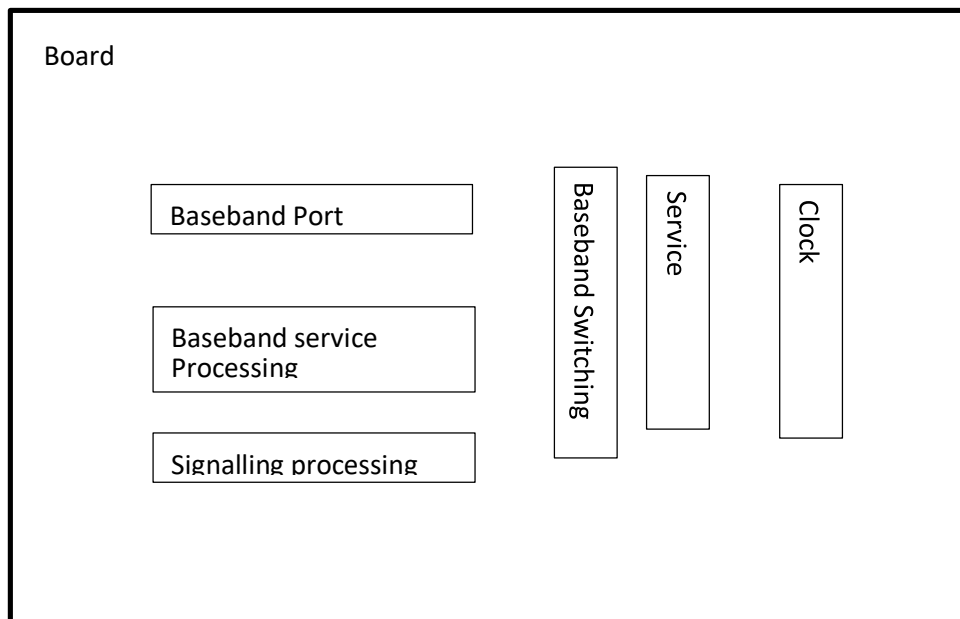 Board
Baseband Port
Baseband service
Processing
Signalling processing
Baseband Switching
Service
Clock